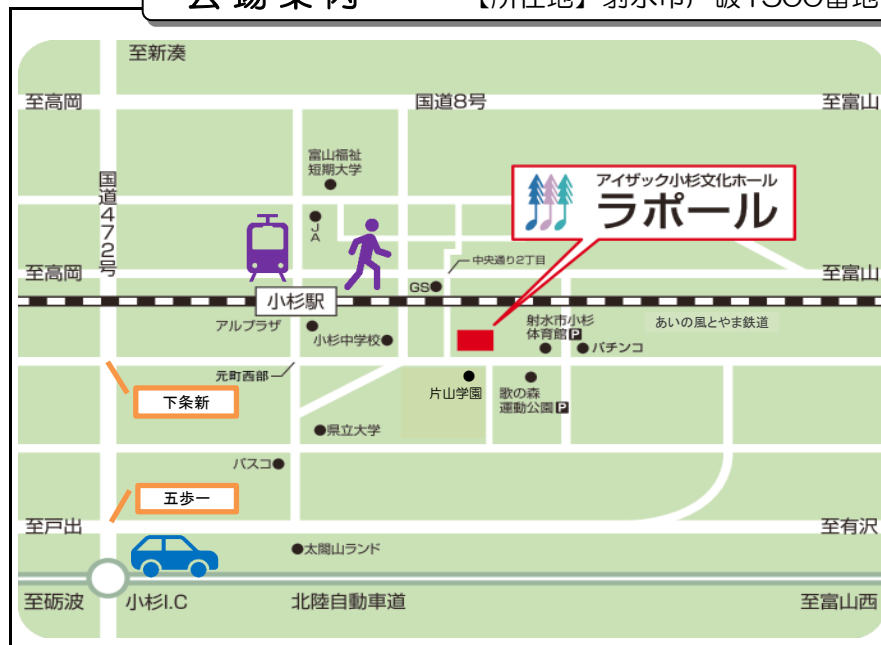 会場案内
【所在地】射水市戸破1500番地
至新湊
至高岡
国道8号
至富山
富山福祉
短期大学
国道472号
JA
アイザック小杉文化ホール
ラポール
中央通り2丁目
至高岡
至富山
GS
小杉駅
アルプラザ
小杉中学校
射水市小杉
体育館P
パチンコ
あいの風とやま鉄道
元町西部
下条新
片山学園
歌の森
運動公園P
県立大学
パスコ
五歩一
至戸出
至有沢
太閤山ランド
至砺波
小杉I.C
北陸自動車道
至富山西